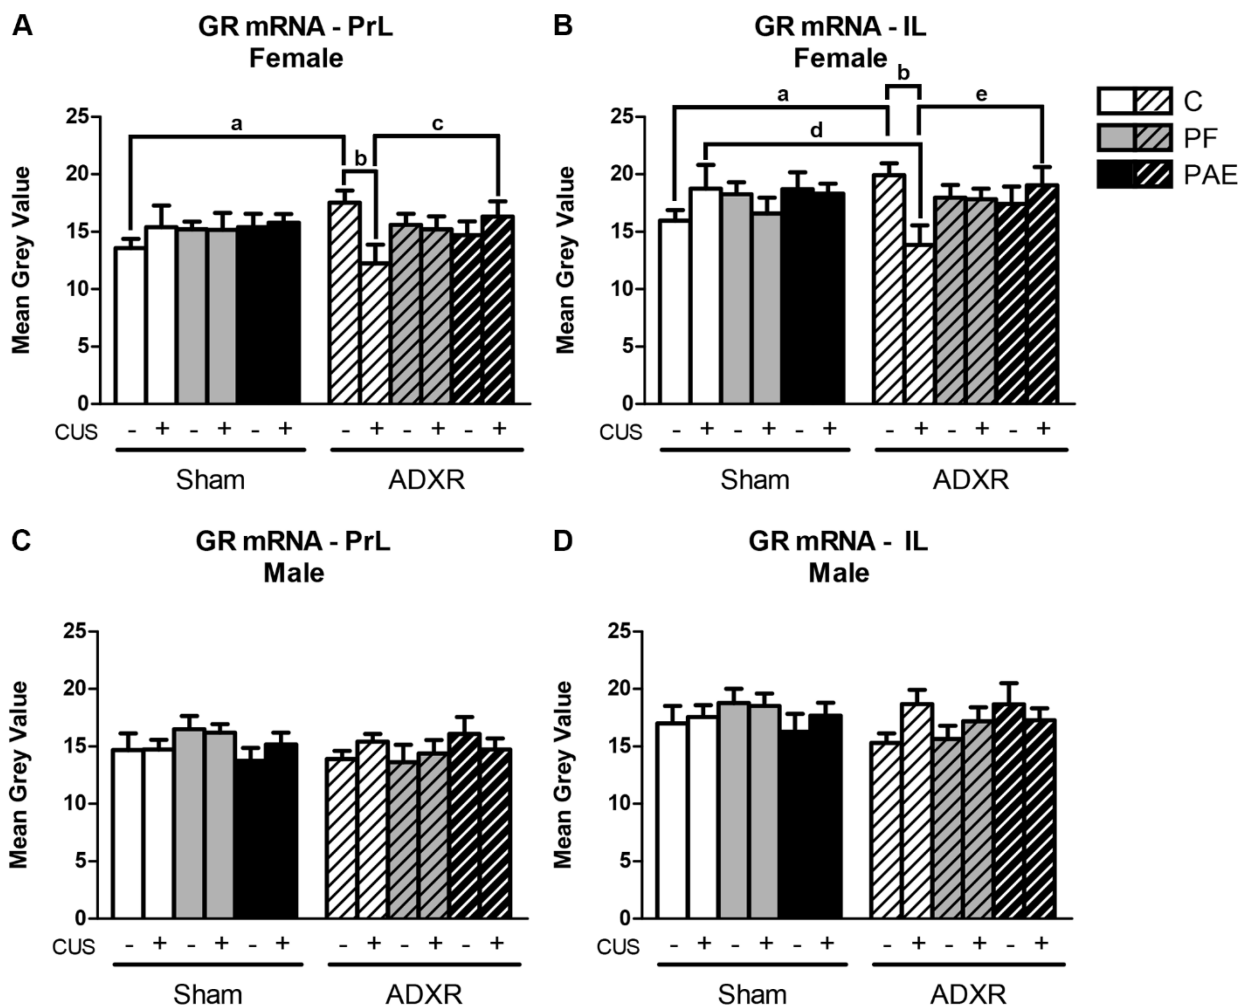 A
GR mRNA - PrL
Female
a
c
b
Mean Grey Value
25
20
15
10
5
0
CUS - + - + - + - + - + - +
Sham ADXR
B
GR mRNA - IL
Female
b
a
e
d
Mean Grey Value
25
20
15
10
5
0
- + - + - + - + - + - +
Sham ADXR
C
PF
PAE
C
GR mRNA - PrL
Male
Mean Grey Value
25
20
15
10
5
0
CUS - + - + - + - + - + - +
Sham ADXR
D
GR mRNA - IL
Male
Mean Grey Value
25
20
15
10
5
0
CUS - + - + - + - + - + - +
Sham ADXR